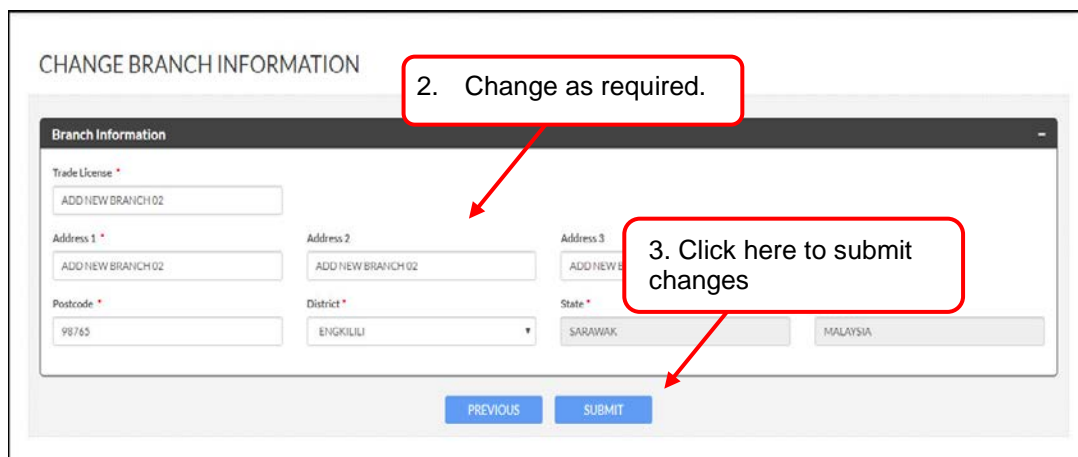 CHANGE BRANCH INFORMATION
2. Change as required.
Branch Information
Trade License *
ADD NEW BRANCH 02
Address 1 *
Address 2
Address 3
ADD NEW BRANCH 02
ADD NEW BRANCH 02
ADD NEW
3. Click here to submit
changes
Postcode *
District *
State *
98765
ENGKILILI
SARAWAK
MALAYSIA
PREVIOUS
SUBMIT